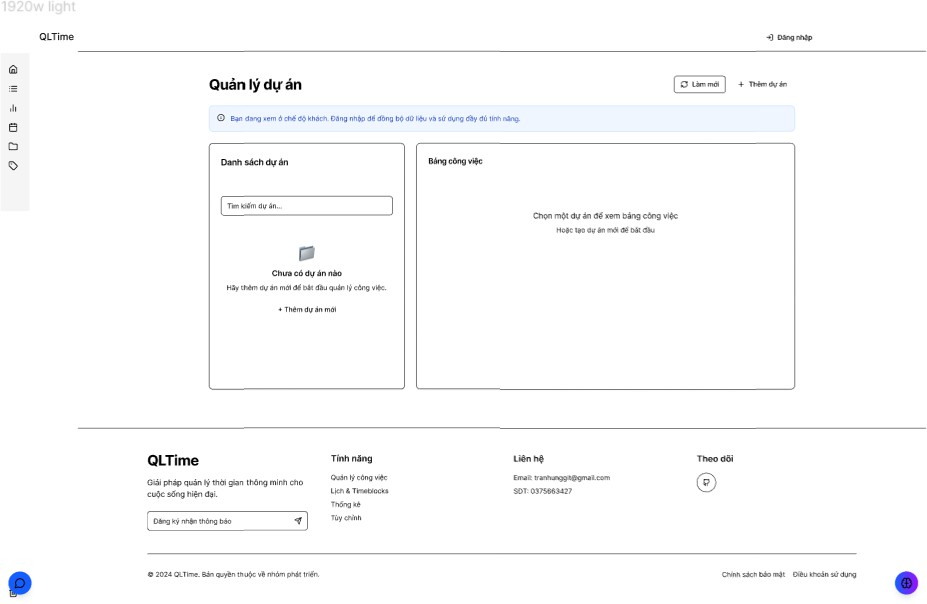 1920w light
QLTime
Đăng nhập
Quản lý dự án
Làm mới
+ Thêm dự án
Bạn đang xem ở chế độ khách. Đăng nhập để đồng bộ dữ liệu và sử dụng đầy đủ tính năng.
Danh sách dự án
Tìm kiếm dự án...
Chưa có dự án nào
Hãy thêm dự án mới để bắt đầu quản lý công việc.
+ Thêm dự án mới
Bảng công việc
Chọn một dự án để xem bảng công việc
Hoặc tạo dự án mới để bắt đầu
QLTime
Giải pháp quản lý thời gian thông minh cho
cuộc sống hiện đại.
Đăng ký nhận thông báo
Tính năng
Quản lý công việc
Lịch & Timeblocks
Thống kê
Tùy chỉnh
Liên hệ
Email: tranhunggit@gmail.com
SDT: 0375663427
Theo dõi
© 2024 QLTime. Bản quyền thuộc về nhóm phát triển.
Chính sách bảo mật
Điều khoản sử dụng